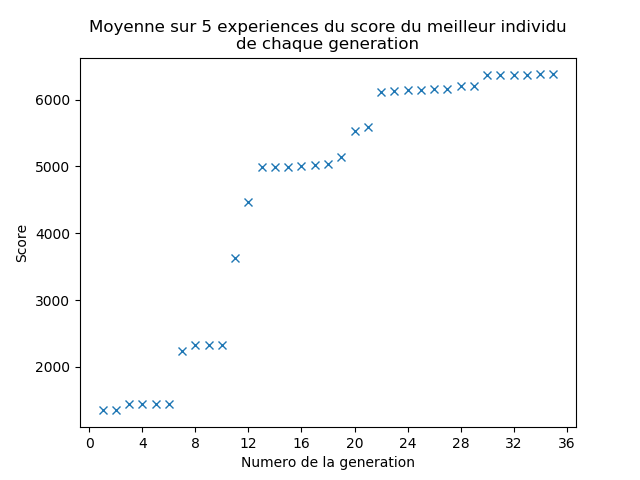 Moyenne sur 5 experiences du score du meilleur individu
de chaque generation
6000
5000
4000
3000
2000
Score
0 4 8 12 16 20 24 28 32 36
Numero de la generation